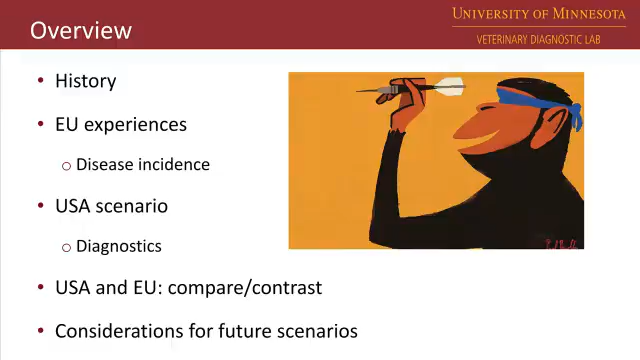 Overview
UNIVERSITY OF MINNESOTA
VETERINARY DIAGNOSTIC LAB
• History
• EU experiences
o Disease incidence
• USA scenario
o Diagnostics
• USA and EU: compare/contrast
• Considerations for future scenarios